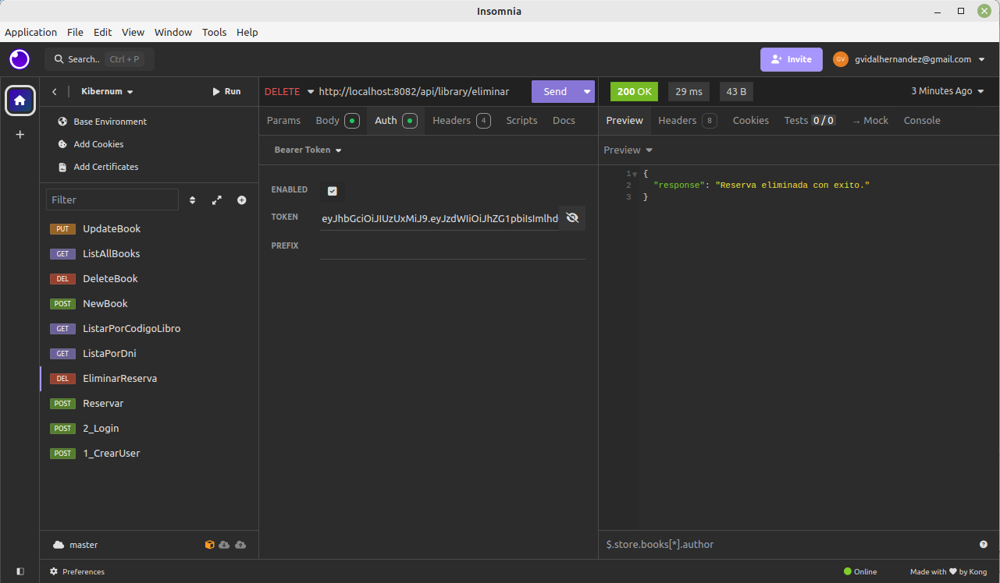 Insomnia
Application File Edit View Window Tools Help
Search.. Ctrl + P
Invite
GV gvidalhernandez@gmail.com
Kibernum
Run
Base Environment
Add Cookies
Add Certificates
Filter
PUT UpdateBook
GET ListAllBooks
DEL DeleteBook
POST NewBook
GET ListarPorCodigoLibro
GET ListaPorDni
DEL EliminarReserva
POST Reservar
POST 2_Login
POST 1_CrearUser
master
DELETE http://localhost:8082/api/library/eliminar Send
Params Body Auth Headers 4 Scripts Docs
Bearer Token
ENABLED
TOKEN eyJhbGciOiJIUzUxMiJ9.eyJzdWIiOiJhZG1pbiIsImlhd
PREFIX
200 OK 29 ms 43 B 3 Minutes Ago
Preview Headers 8 Cookies Tests 0 / 0 → Mock Console
Preview
1 {
2 "response": "Reserva eliminada con exito."
3 }
$.store.books[*].author
Preferences
Online Made with ❤ by Kong